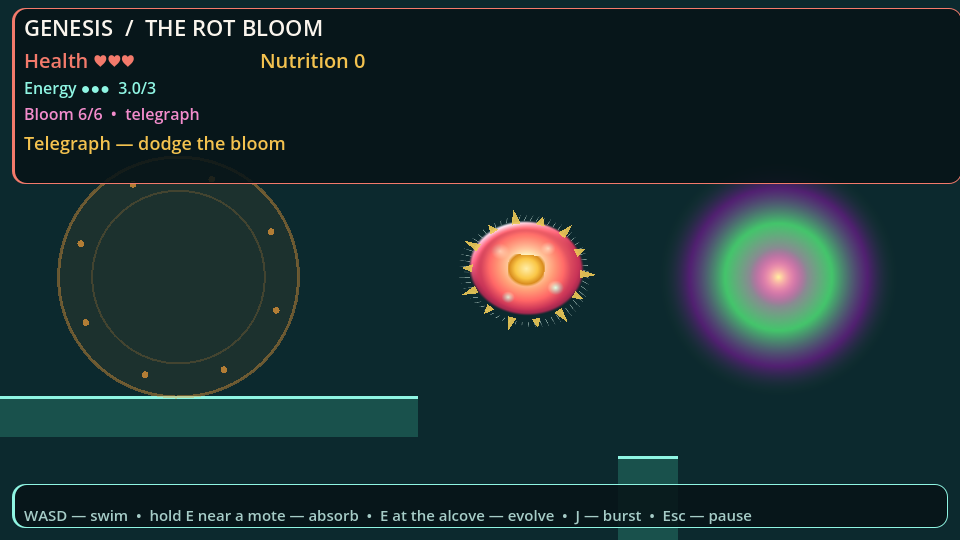 GENESIS / THE ROT BLOOM
Health ♥♥♥ Nutrition 0
Energy ●●● 3.0/3
Bloom 6/6 • telegraph
Telegraph — dodge the bloom
WASD — swim • hold E near a mote — absorb • E at the alcove — evolve • J — burst • Esc — pause